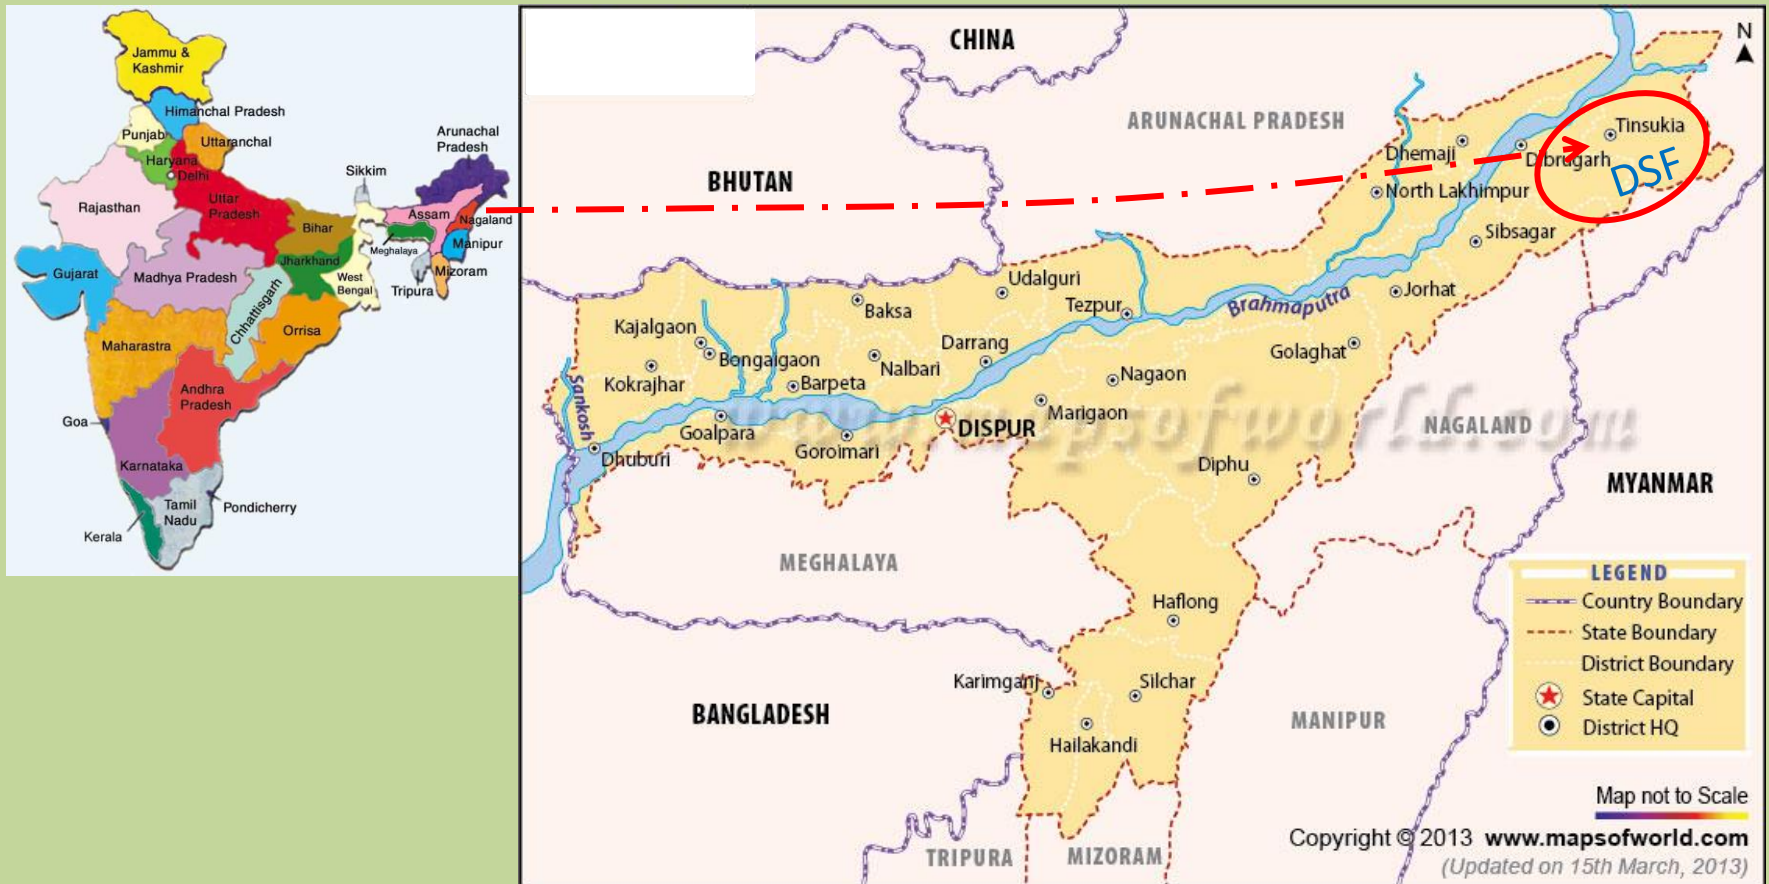 Jammu &
Kashmir
Himanchal Pradesh
Punjab
Uttaranchal
Haryana
Delhi
Arunachal
Pradesh
Sikkim
Rajasthan
Uttar
Pradesh
Assam
Nagaland
Bihar
Meghalaya
Manipur
Gujarat
Madhya Pradesh
Jharkhand
West
Bengal
Tripura
Mizoram
Chhattisgarh
Orrisa
Maharastra
Andhra
Pradesh
Goa
Karnataka
Tamil
Nadu
Pondicherry
Kerala
CHINA
N
ARUNACHAL PRADESH
Tinsukia
Dhemaji
Dibrugarh
DSF
BHUTAN
North Lakhimpur
Sibsagar
Udalguri
Jorhat
Baksa
Tezpur
Brahmaputra
Kajalgaon
Darrang
Golaghat
Bongaigaon
Nalbari
Nagaon
Kokrajhar
Barpeta
Sankosh
Marigaon
www.mapsofworld.com
Goalpara
DISPUR
NAGALAND
Goroimari
Dhuburi
Diphu
MYANMAR
MEGHALAYA
LEGEND
Country Boundary
State Boundary
District Boundary
State Capital
District HQ
Haflong
Karimganj
Silchar
BANGLADESH
MANIPUR
Hailakandi
Map not to Scale
Copyright © 2013 www.mapsofworld.com
TRIPURA
MIZORAM
(Updated on 15th March, 2013)